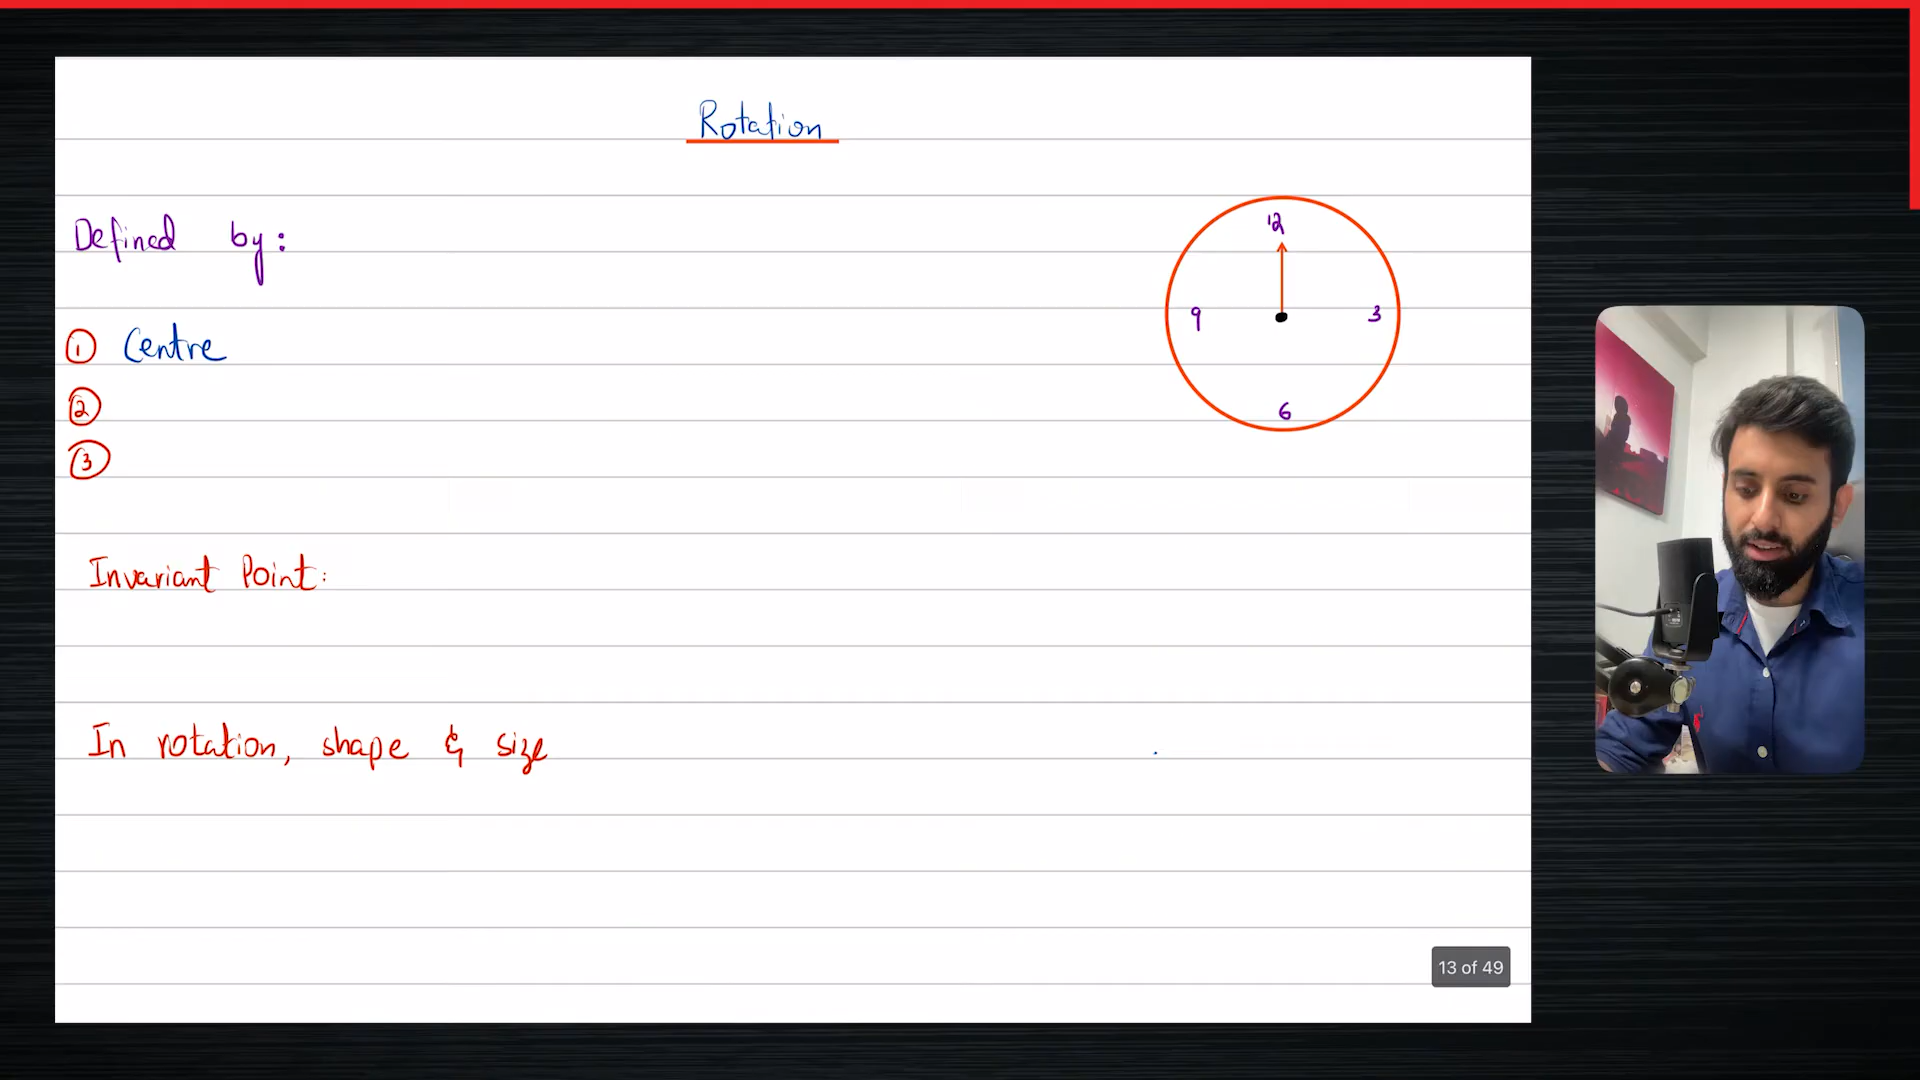 Rotation
Defined by:
12
9
3
6
① Centre
②
③
Invariant Point:
In rotation, shape & size
13 of 49